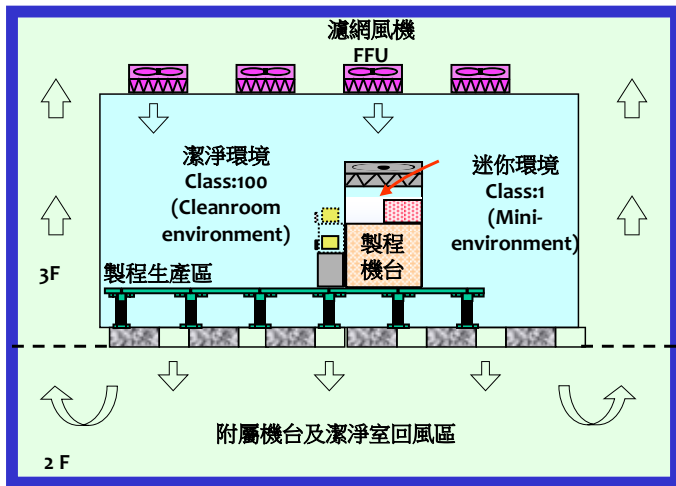 濾網風機
FFU
潔淨環境
Class:100
(Cleanroom
environment)
迷你環境
Class:1
(Mini-
environment)
製程
機台
3F
製程生產區
附屬機台及潔淨室回風區
2 F